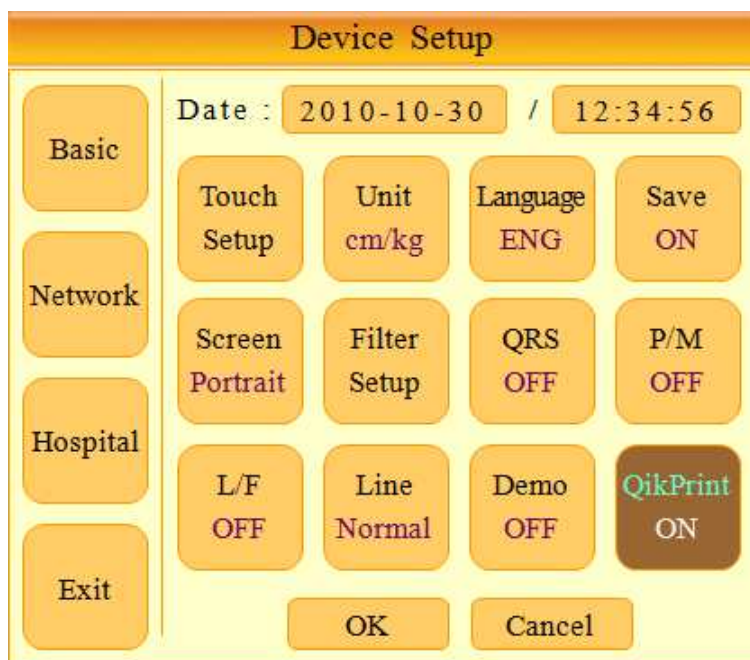 Device Setup
Basic
Network
Hospital
Exit
Date : 2010-10-30 / 12:34:56
Touch
Setup
Unit
cm/kg
Language
ENG
Save
ON
Screen
Portrait
Filter
Setup
QRS
OFF
P/M
OFF
L/F
OFF
Line
Normal
Demo
OFF
QikPrint
ON
OK
Cancel